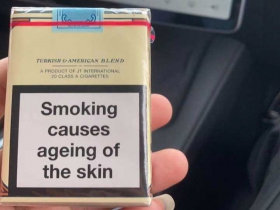 TURKISH & AMERICAN BLEND
A PRODUCT OF JT INTERNATIONAL
20 CLASS A CIGARETTES
Smoking
causes
ageing of
the skin